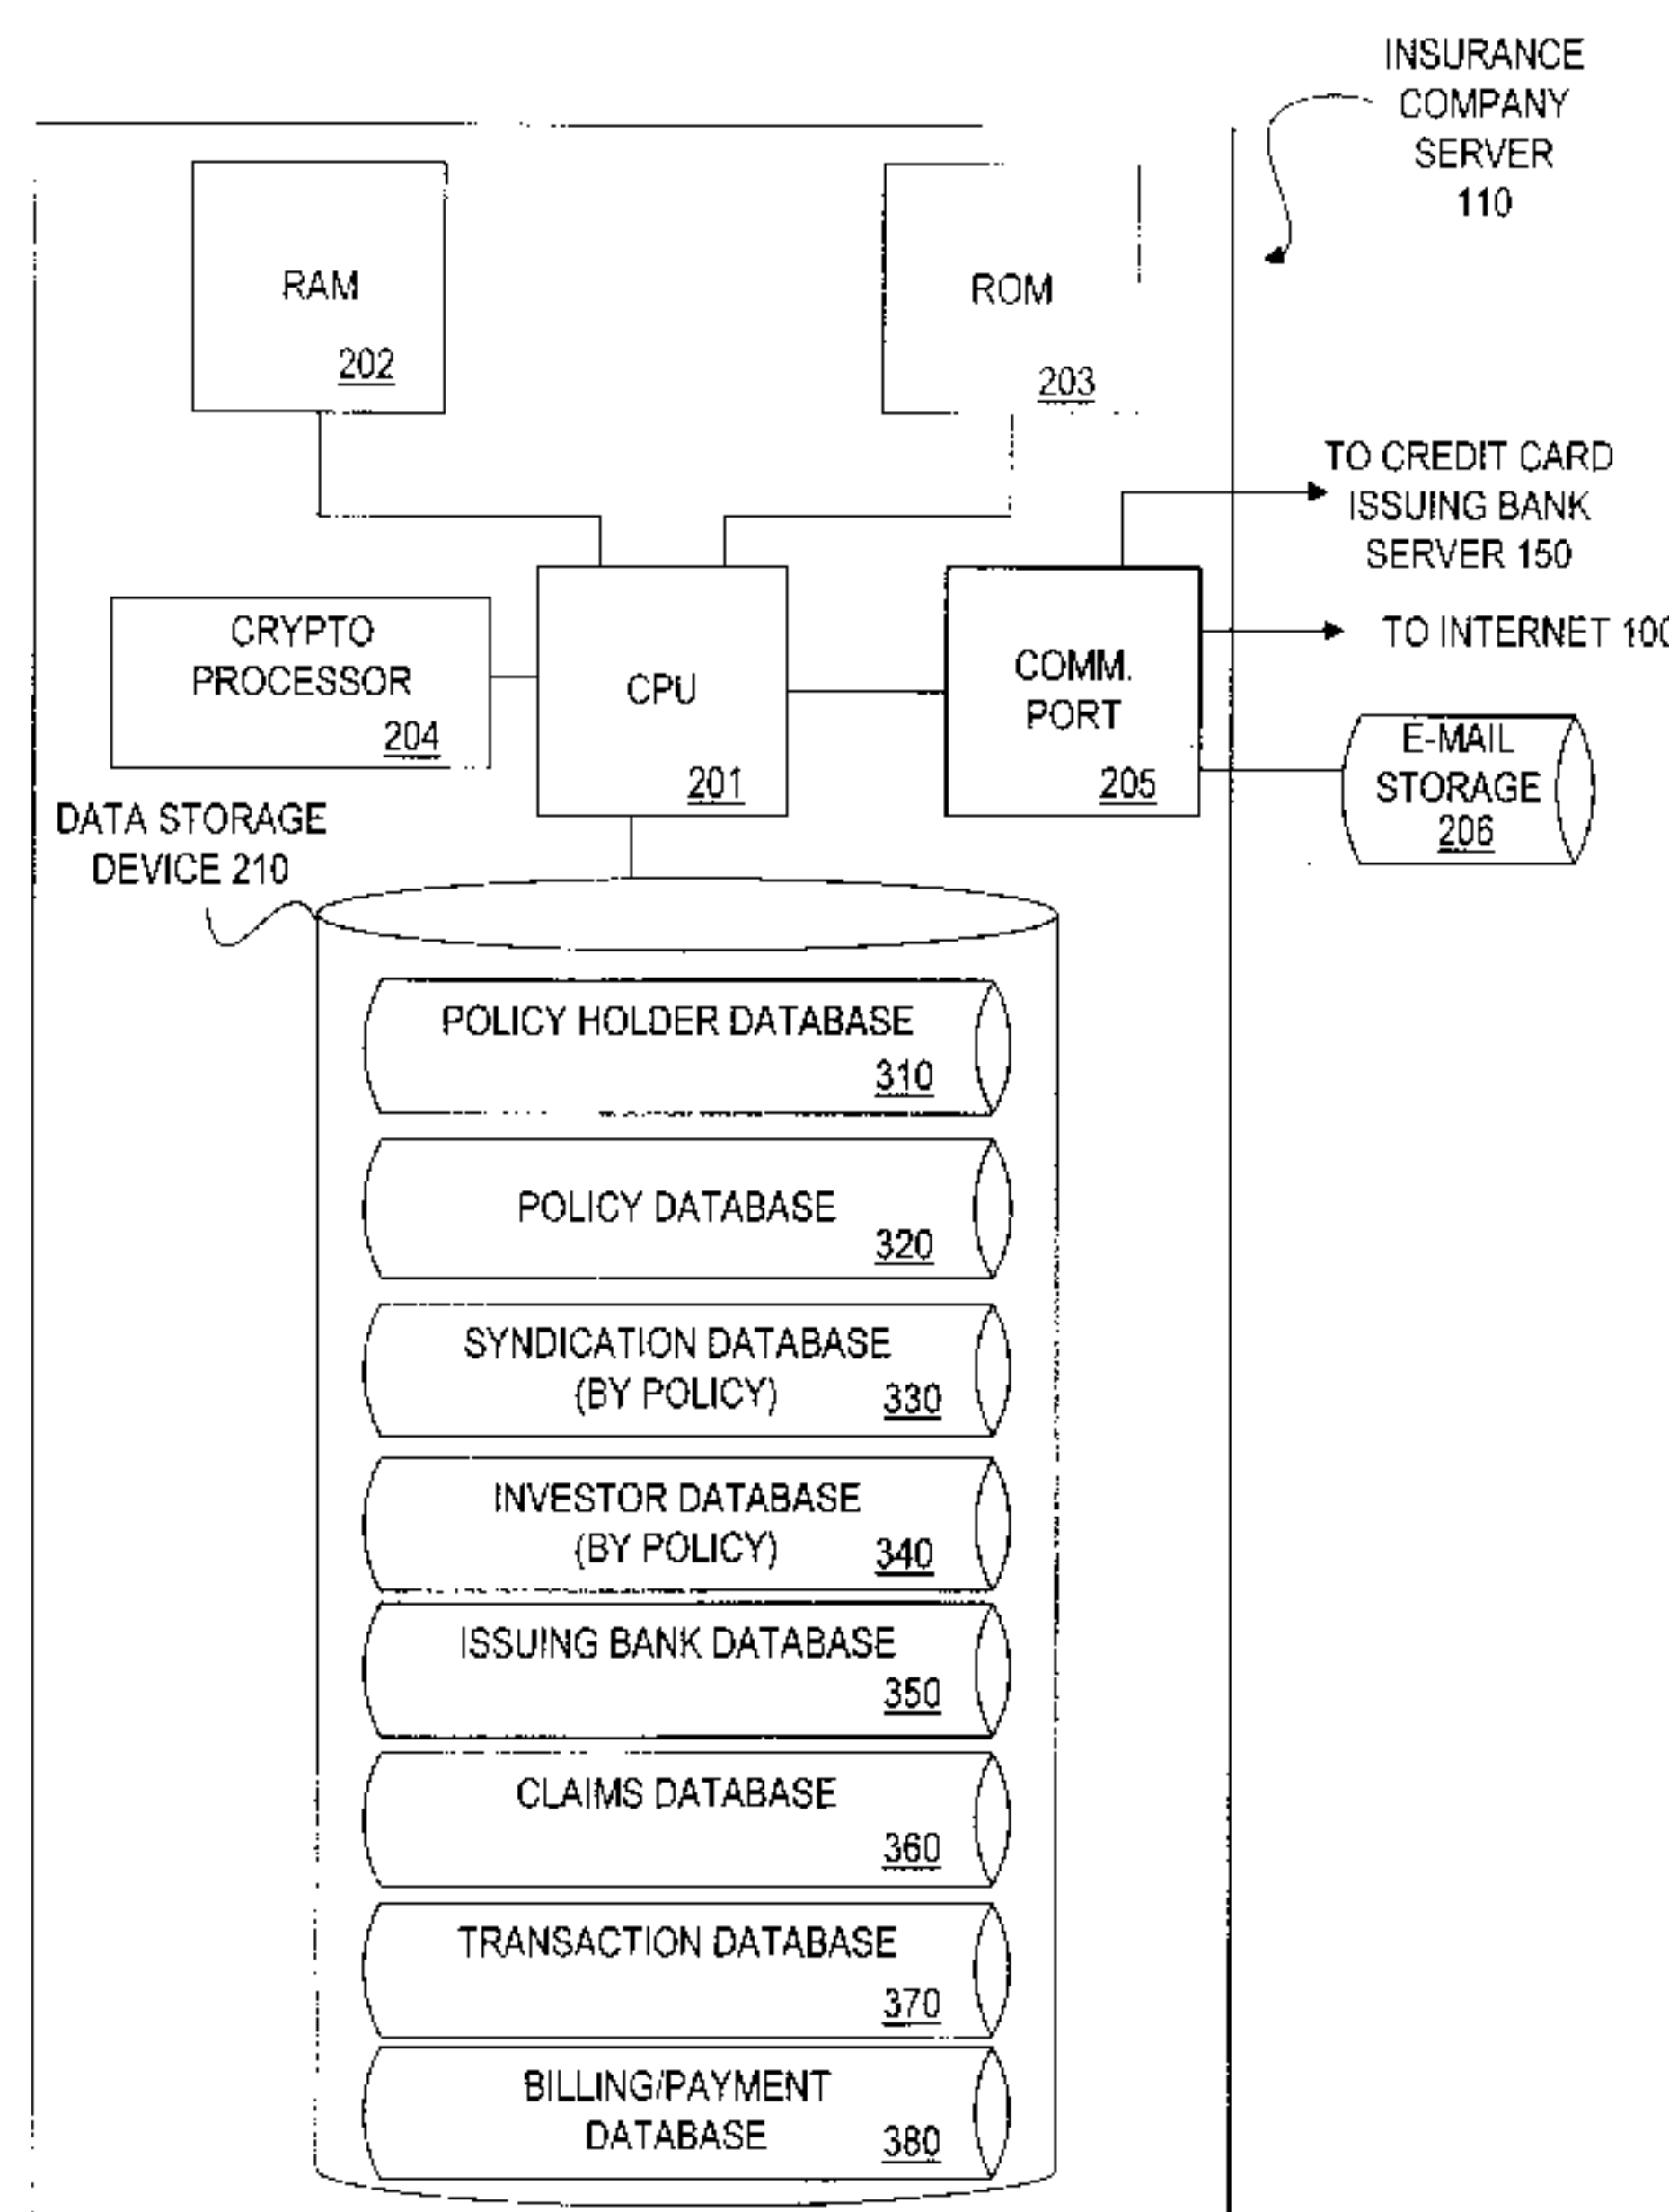 INSURANCE
COMPANY
SERVER
110
RAM
202
ROM
203
TO CREDIT CARD
ISSUING BANK
SERVER 150
TO INTERNET 100
CRYPTO
PROCESSOR
204
CPU
201
COMM.
PORT
205
E-MAIL
STORAGE
206
DATA STORAGE
DEVICE 210
POLICY HOLDER DATABASE
310
POLICY DATABASE
320
SYNDICATION DATABASE
(BY POLICY)
330
INVESTOR DATABASE
(BY POLICY)
340
ISSUING BANK DATABASE
350
CLAIMS DATABASE
360
TRANSACTION DATABASE
370
BILLING/PAYMENT
DATABASE
380